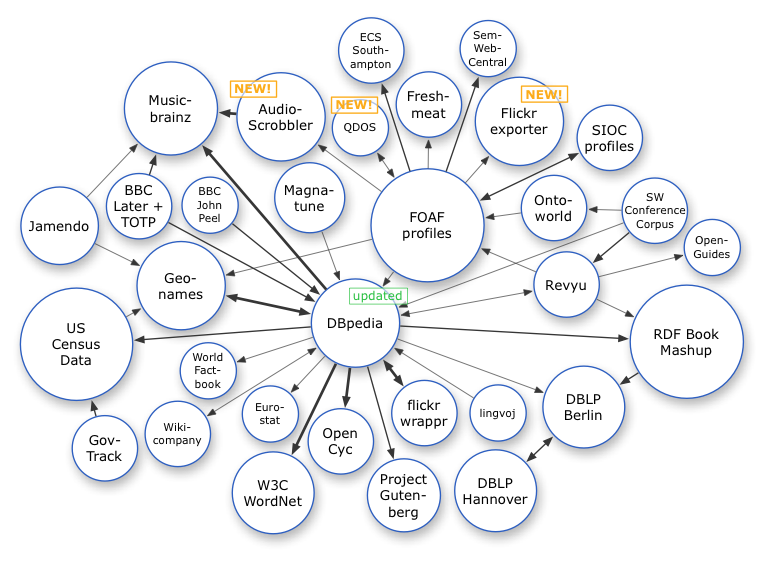 ECS
South-
ampton
Sem-
Web-
Central
NEW!
Music-
brainz
Audio-
Scrobbler
NEW!
QDOS
Fresh-
meat
NEW!
Flickr
exporter
SIOC
profiles
BBC
Later +
TOTP
BBC
John
Peel
Magna-
tune
FOAF
profiles
Onto-
world
SW
Conference
Corpus
Jamendo
Open-
Guides
Geo-
names
Revyu
updated
DBpedia
US
Census
Data
RDF Book
Mashup
World
Fact-
book
Euro-
stat
flickr
wrappr
lingvoj
DBLP
Berlin
Wiki-
company
Open
Cyc
Gov-
Track
W3C
WordNet
Project
Guten-
berg
DBLP
Hannover